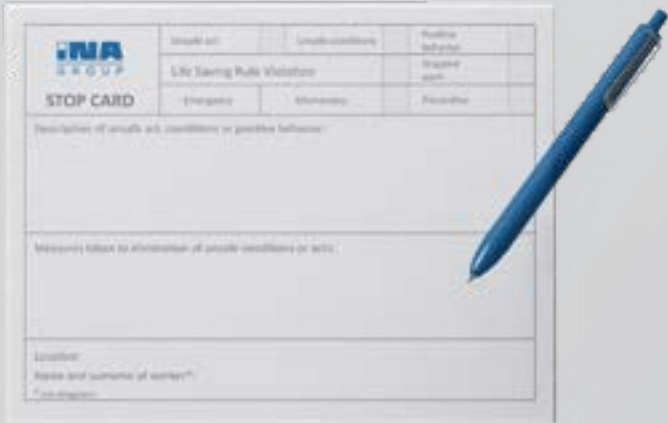 INA
GROUP
STOP CARD
Unsafe act
Unsafe conditions
Positive
behavior
Life Saving Rule Violation
Stopped
work
Emergency
Preventive
Description of unsafe act, conditions or positive behavior:
Measures taken to elimination of unsafe conditions or acts:
Location:
Name and surname of worker*: